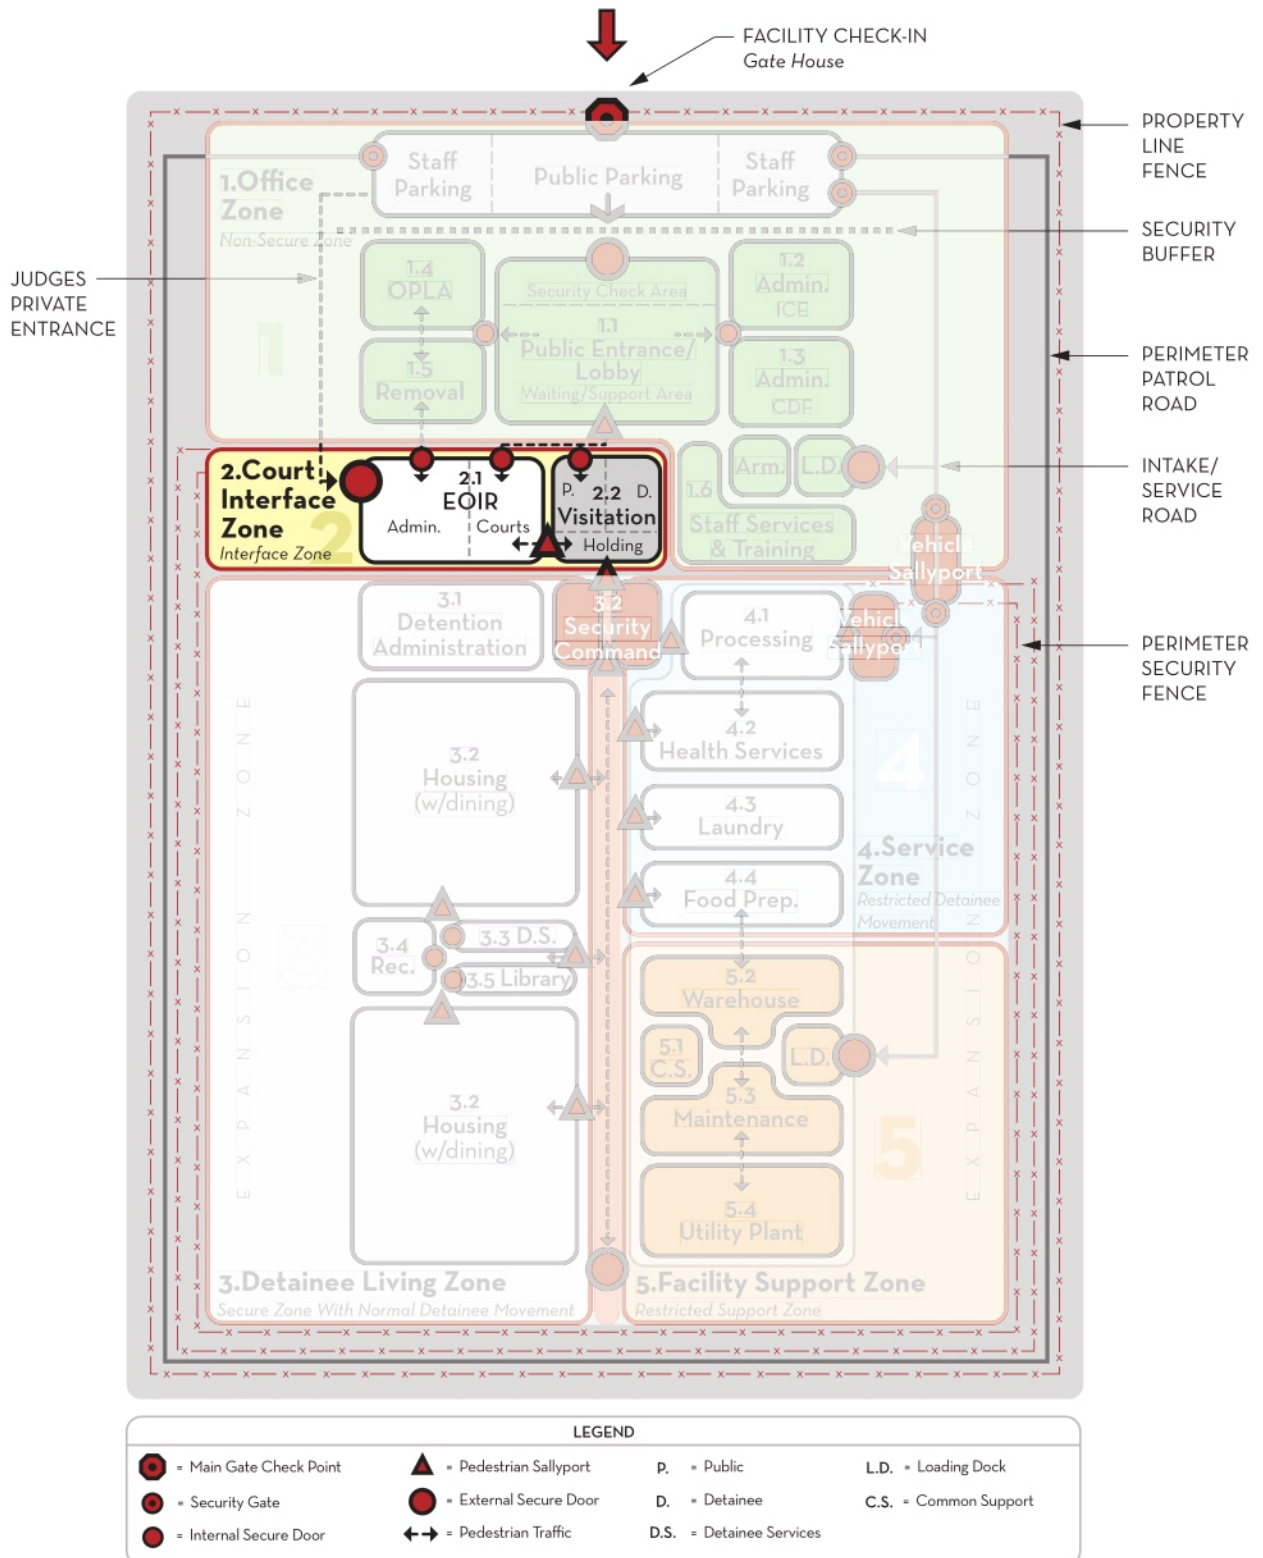 FACILITY CHECK-IN
Gate House
PROPERTY
LINE
FENCE
1.Office
Zone
Non-Secure Zone
Staff
Parking
Public Parking
Staff
Parking
SECURITY
BUFFER
JUDGES
PRIVATE
ENTRANCE
1
1.4
OPLA
Security Check Area
1.1
Public Entrance/
Lobby
Waiting/Support Area
1.2
Admin.
ICE
1.5
Removal
1.3
Admin.
CDF
PERIMETER
PATROL
ROAD
2.Court
Interface
Zone
Interface Zone
2
2.1
EOIR
Admin.
Courts
P.
2.2
D.
Visitation
Holding
1.6
Arm.
L.D.
Staff Services
& Training
INTAKE/
SERVICE
ROAD
Vehicle
Sallyport
3.1
Detention
Administration
3.2
Security
Command
4.1
Processing
Vehicle
Sallyport
PERIMETER
SECURITY
FENCE
EXPANSION ZONE
3.2
Housing
(w/dining)
4.2
Health Services
4
4.3
Laundry
4.Service
Zone
Restricted Detainee
Movement
4.4
Food Prep.
EXPANSION ZONE
3
3.4
Rec.
3.3 D.S.
3.5 Library
5.2
Warehouse
5.1
C.S.
L.D.
3.2
Housing
(w/dining)
5.3
Maintenance
5
5.4
Utility Plant
3.Detainee Living Zone
Secure Zone With Normal Detainee Movement
5.Facility Support Zone
Restricted Support Zone
LEGEND
= Main Gate Check Point
= Pedestrian Sallyport
P. = Public
L.D. = Loading Dock
= Security Gate
= External Secure Door
D. = Detainee
C.S. = Common Support
= Internal Secure Door
= Pedestrian Traffic
D.S. = Detainee Services